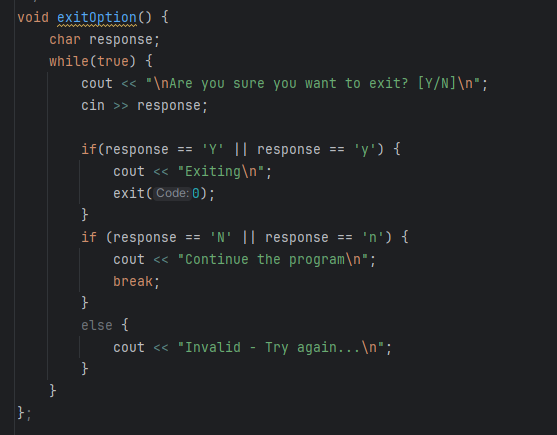 void exitOption() {
    char response;
    while(true) {
        cout << "\nAre you sure you want to exit? [Y/N]\n";
        cin >> response;

        if(response == 'Y' || response == 'y') {
            cout << "Exiting\n";
            exit(Code:0);
        }
        if (response == 'N' || response == 'n') {
            cout << "Continue the program\n";
            break;
        }
        else {
            cout << "Invalid - Try again...\n";
        }
    }
};